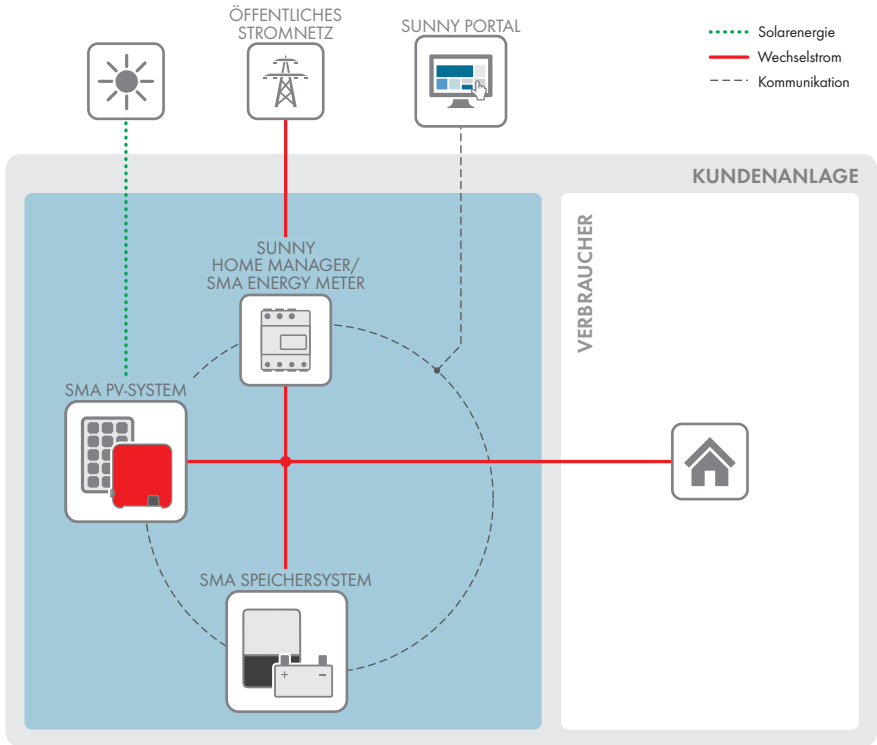 ÖFFENTLICHES
STROMNETZ
SUNNY PORTAL
Solarenergie
Wechselstrom
Kommunikation
KUNDENANLAGE
SUNNY
HOME MANAGER/
SMA ENERGY METER
VERBRAUCHER
SMA PV-SYSTEM
SMA SPEICHERSYSTEM
+ −